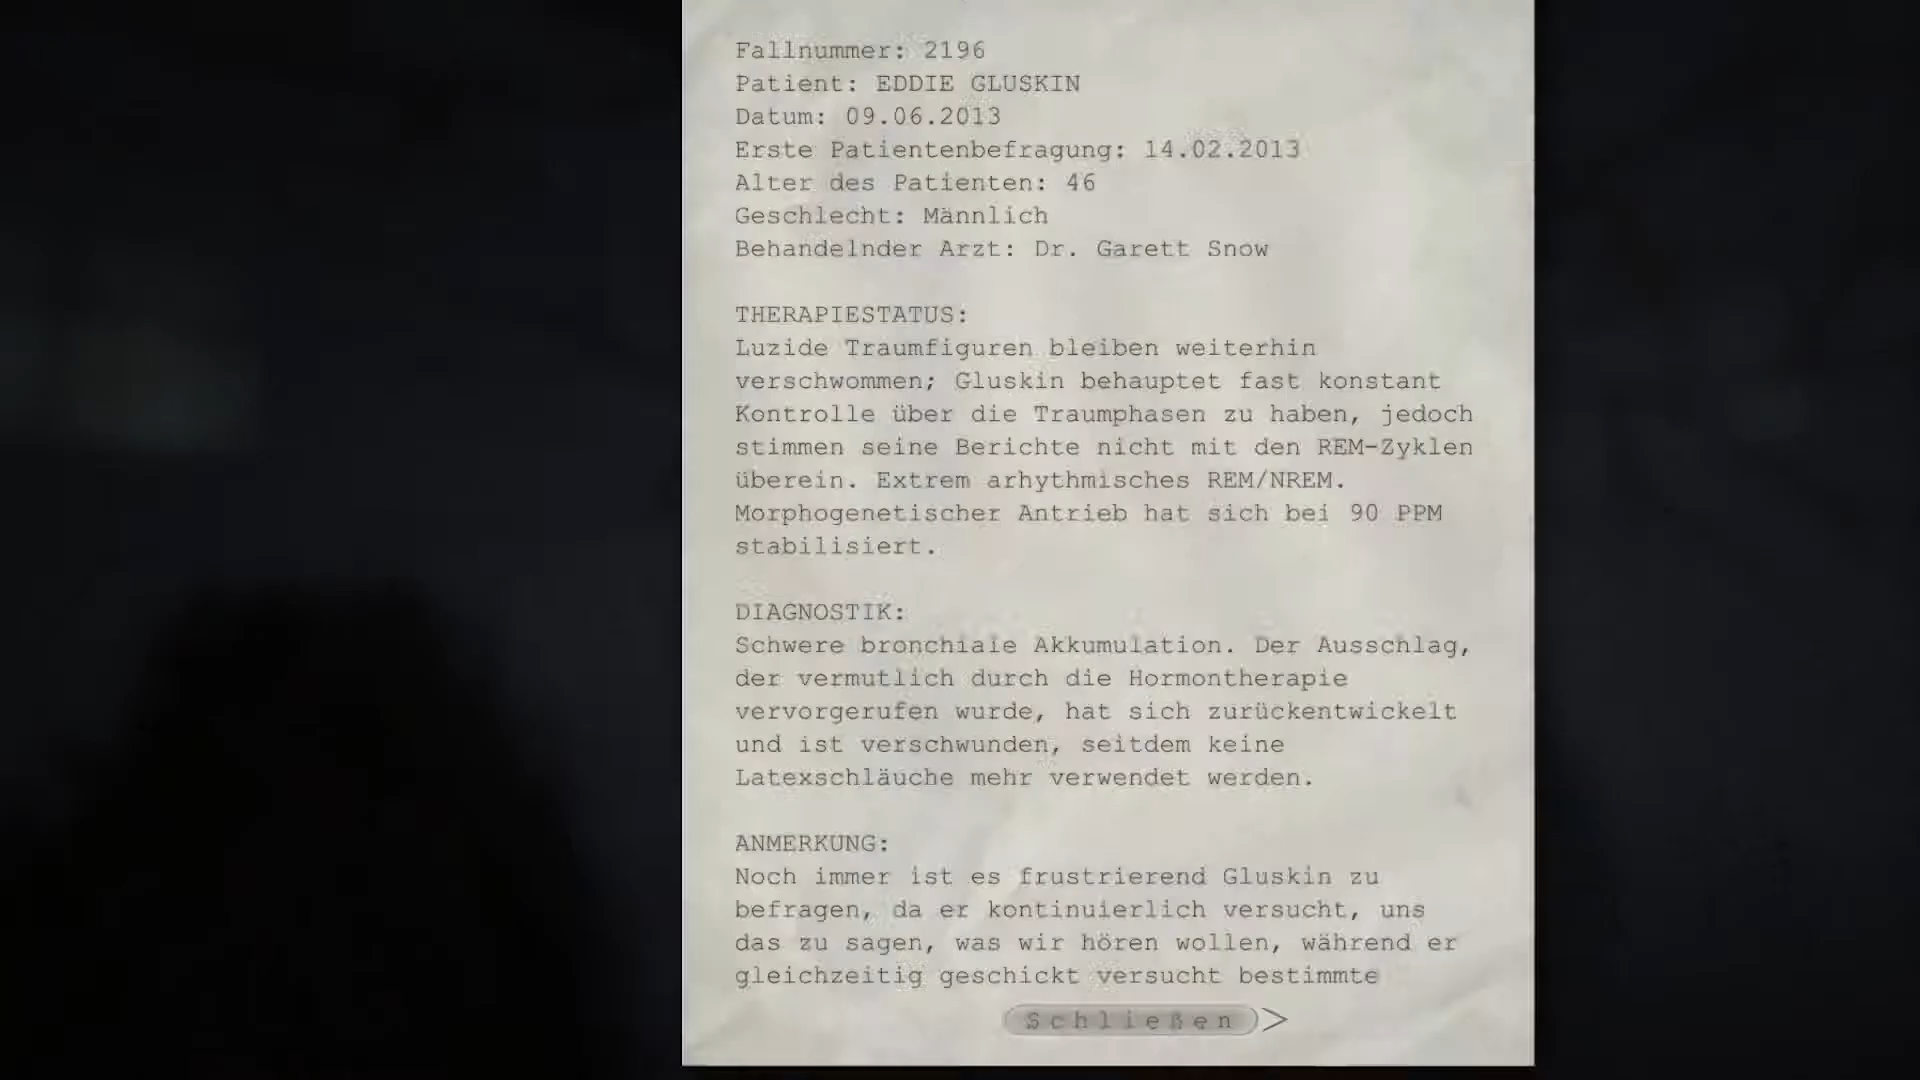 Fallnummer: 2196
Patient: EDDIE GLUSKIN
Datum: 09.06.2013
Erste Patientenbefragung: 14.02.2013
Alter des Patienten: 46
Geschlecht: Männlich
Behandelnder Arzt: Dr. Garett Snow
THERAPIESTATUS:
Luzide Traumfiguren bleiben weiterhin
verschwommen; Gluskin behauptet fast konstant
Kontrolle über die Traumphasen zu haben, jedoch
stimmen seine Berichte nicht mit den REM-Zyklen
überein. Extrem arhythmisches REM/NREM.
Morphogenetischer Antrieb hat sich bei 90 PPM
stabilisiert.
DIAGNOSTIK:
Schwere bronchiale Akkumulation. Der Ausschlag,
der vermutlich durch die Hormontherapie
vervorgerufen wurde, hat sich zurückentwickelt
und ist verschwunden, seitdem keine
Latexschläuche mehr verwendet werden.
ANMERKUNG:
Noch immer ist es frustrierend Gluskin zu
befragen, da er kontinuierlich versucht, uns
das zu sagen, was wir hören wollen, während er
gleichzeitig geschickt versucht bestimmte
Schließen >